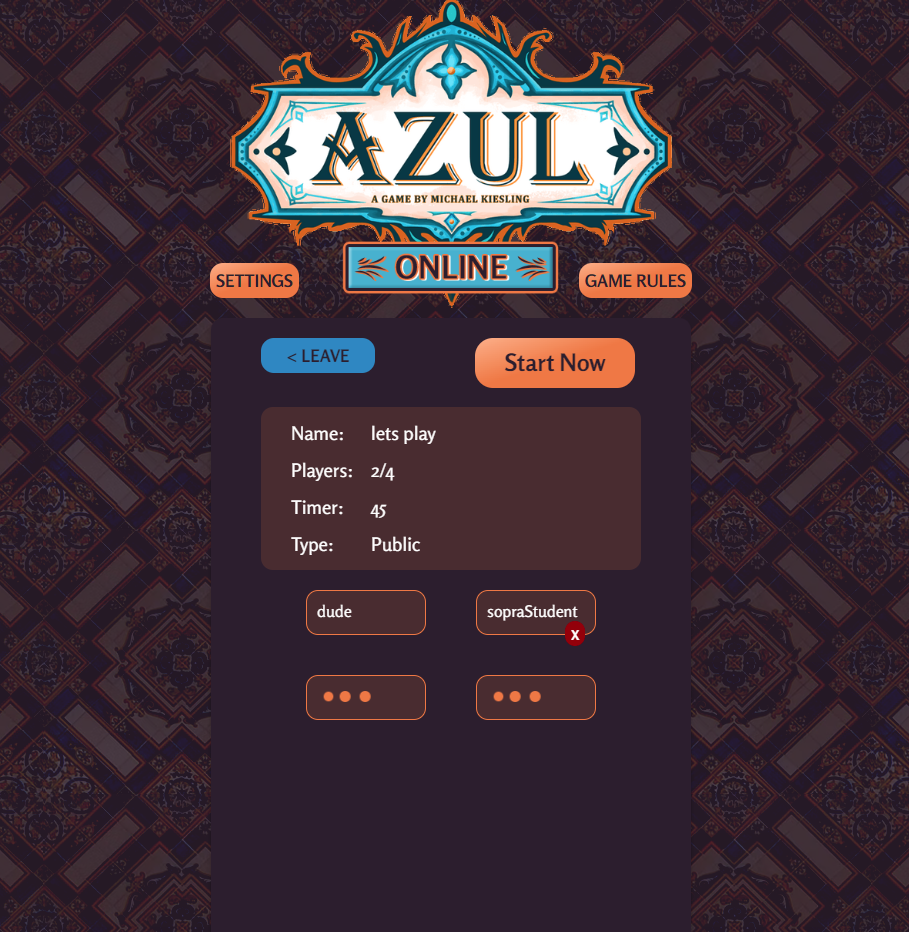 AZUL
A GAME BY MICHAEL KIESLING
ONLINE
SETTINGS
GAME RULES
< LEAVE
Start Now
Name: lets play
Players: 2/4
Timer: 45
Type: Public
dude
sopraStudent
x